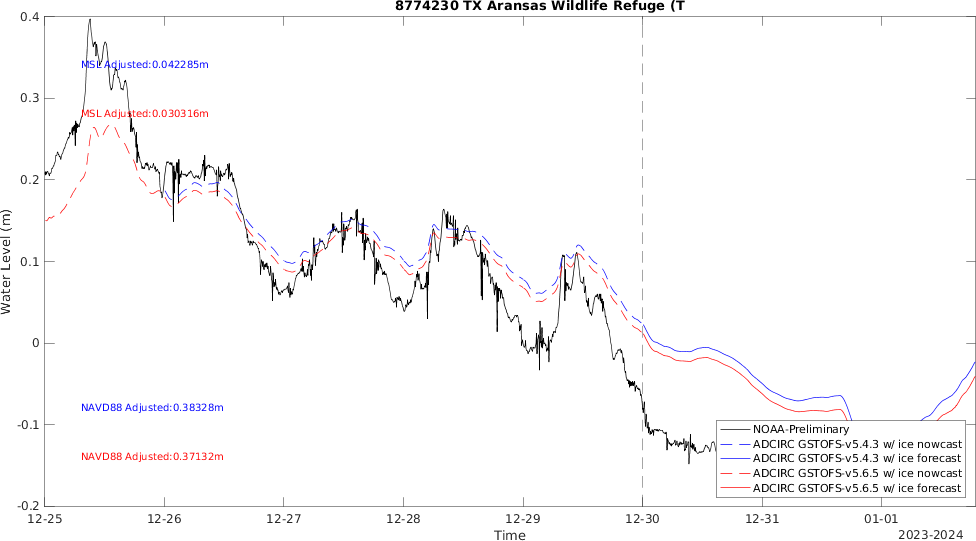 8774230 TX Aransas Wildlife Refuge (T
0.4
MSL Adjusted:0.042285m
0.3
MSL Adjusted:0.030316m
0.2
Water Level (m)
0.1
0
NAVD88 Adjusted:0.38328m
-0.1
NOAA-Preliminary
ADCIRC GSTOFS-v5.4.3 w/ ice nowcast
NAVD88 Adjusted:0.37132m
ADCIRC GSTOFS-v5.4.3 w/ ice forecast
ADCIRC GSTOFS-v5.6.5 w/ ice nowcast
ADCIRC GSTOFS-v5.6.5 w/ ice forecast
-0.2
12-25 12-26 12-27 12-28 12-29 12-30 12-31 01-01
Time
2023-2024